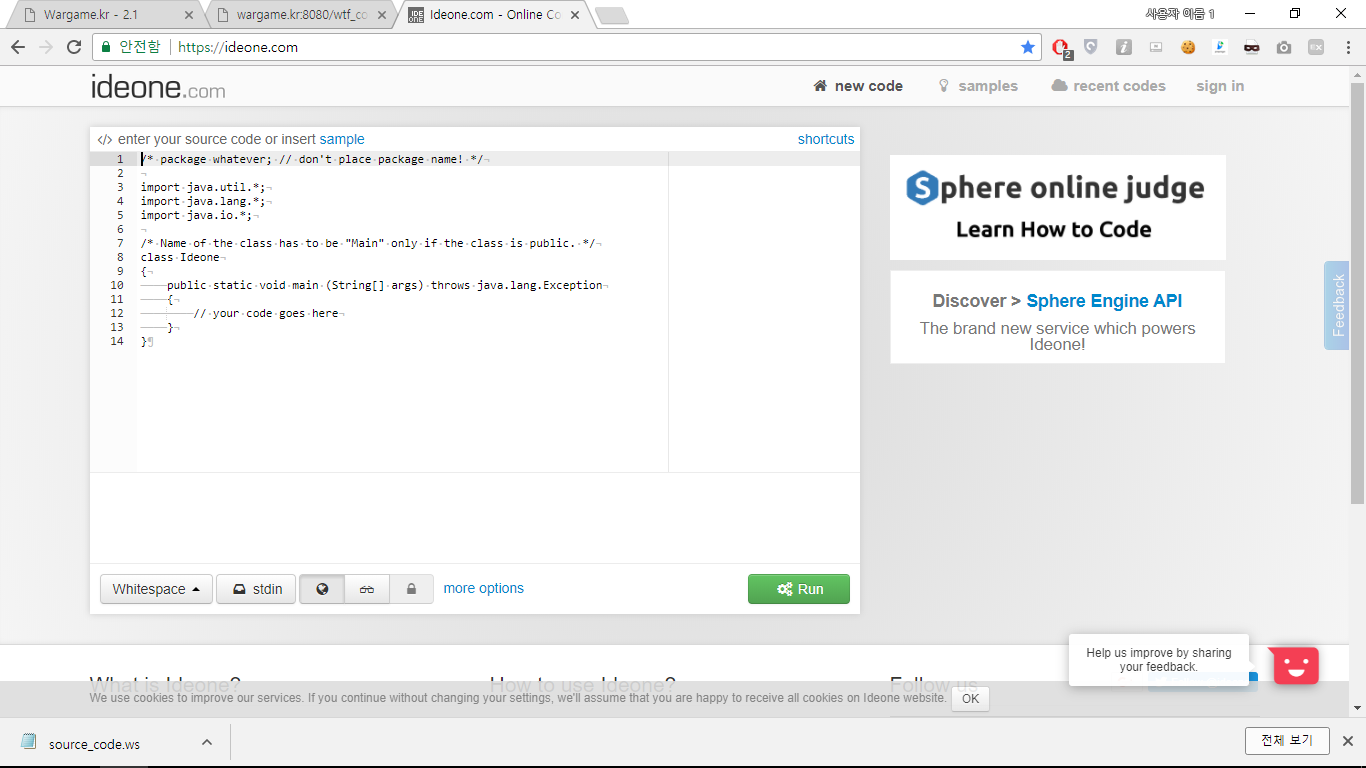 Wargame.kr - 2.1
wargame.kr:8080/wtf_co
Ideone.com - Online Co
사용자 이름 1
안전함
https://ideone.com
2
ideone.com
new code
samples
recent codes
sign in
</> enter your source code or insert sample
shortcuts
1 /* package whatever; // don't place package name! */
2
3 import java.util.*;
4 import java.lang.*;
5 import java.io.*;
6
7 /* Name of the class has to be "Main" only if the class is public. */
8 class Ideone
9 {
10 public static void main (String[] args) throws java.lang.Exception
11 {
12 // your code goes here
13 }
14 }
Sphere online judge
Learn How to Code
Discover > Sphere Engine API
The brand new service which powers
Ideone!
Feedback
Whitespace
stdin
more options
Run
Help us improve by sharing
your feedback.
What is Ideone?
How to use Ideone?
Follow us
We use cookies to improve our services. If you continue without changing your settings, we'll assume that you are happy to receive all cookies on Ideone website.
OK
source_code.ws
전체 보기